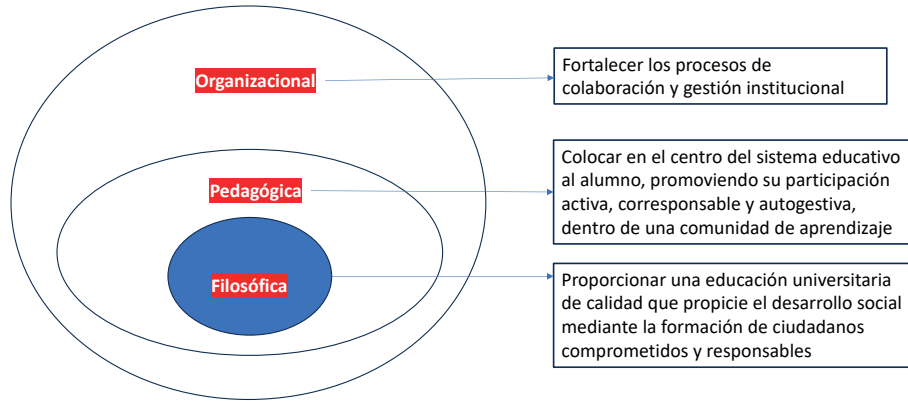 Organizacional
Fortalecer los procesos de
colaboración y gestión institucional
Pedagógica
Colocar en el centro del sistema educativo
al alumno, promoviendo su participación
activa, corresponsable y autogestiva,
dentro de una comunidad de aprendizaje
Filosófica
Proporcionar una educación universitaria
de calidad que propicie el desarrollo social
mediante la formación de ciudadanos
comprometidos y responsables